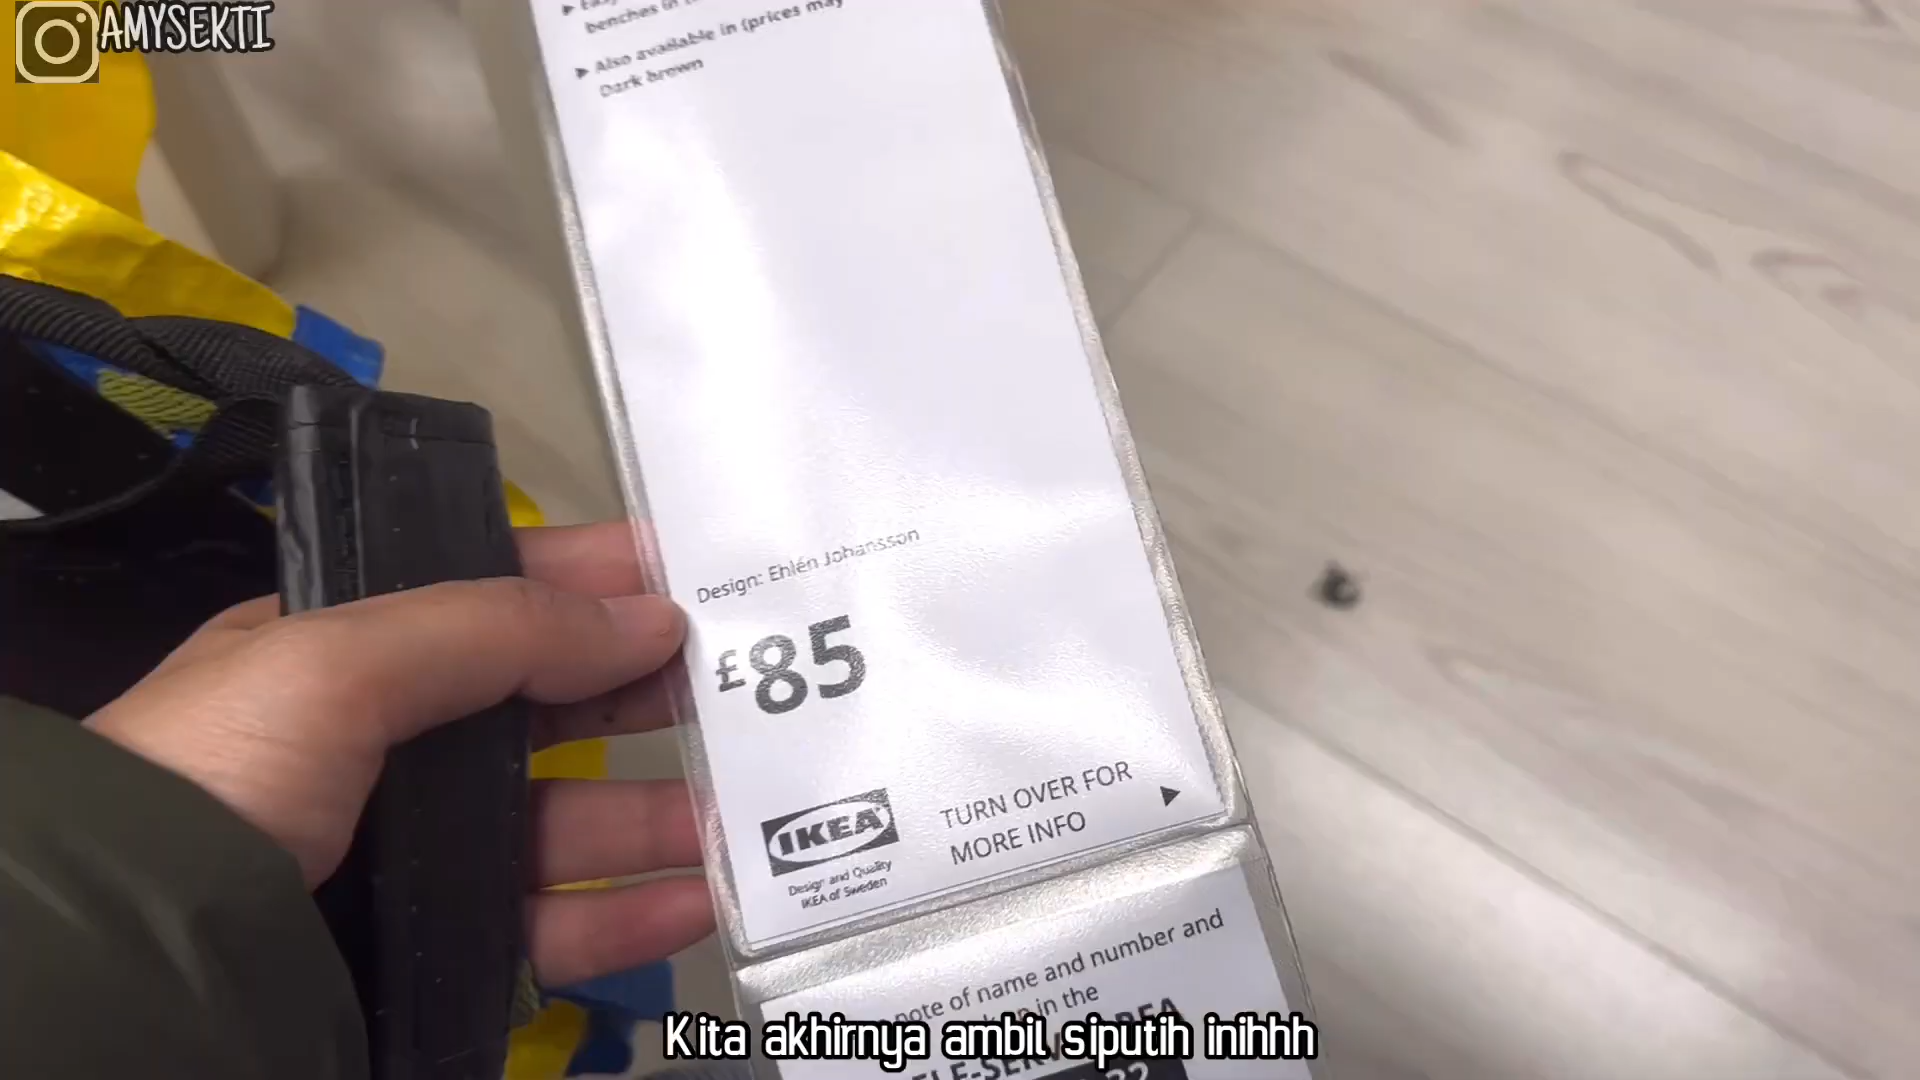 AMYSEKTI
benches in
Also available in (prices may
Dark brown
Design: Ehlén Johansson
£85
IKEA
Design and Quality
IKEA of Sweden
TURN OVER FOR
MORE INFO
note of name and number and
in the
Kita akhirnya ambil siputih inihhh